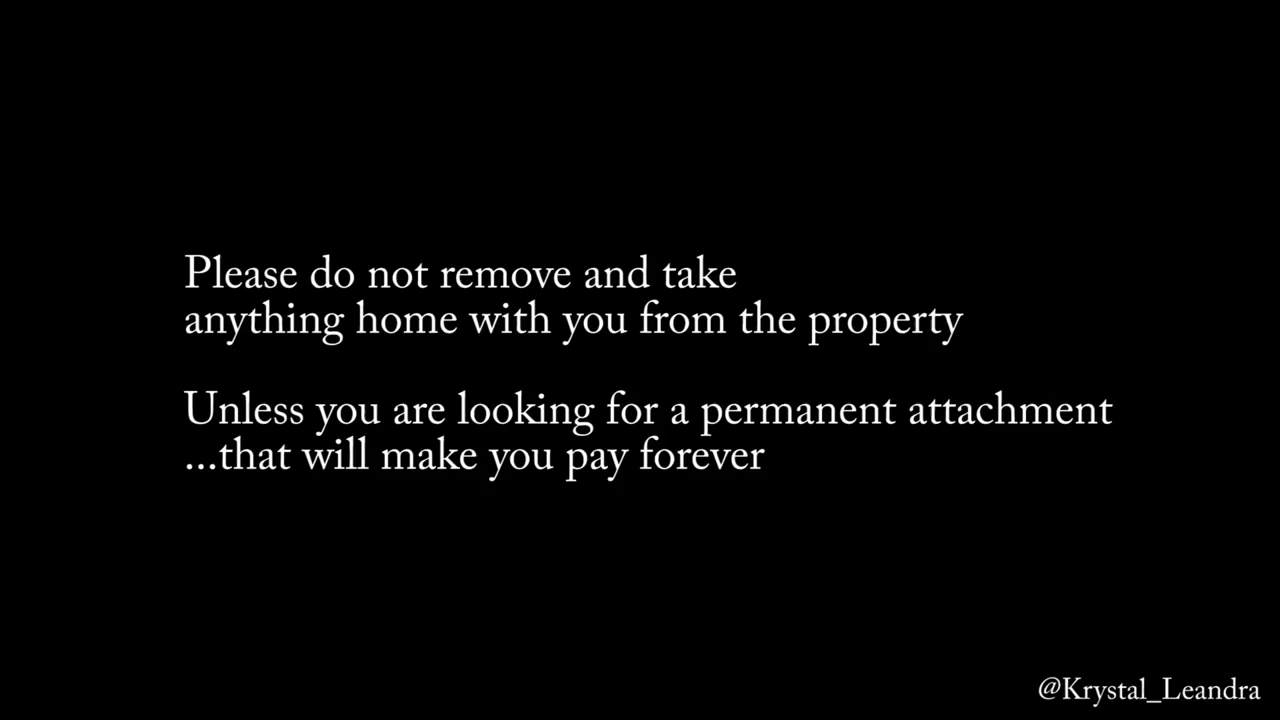 Please do not remove and take
anything home with you from the property
Unless you are looking for a permanent attachment
...that will make you pay forever
@Krystal_Leandra